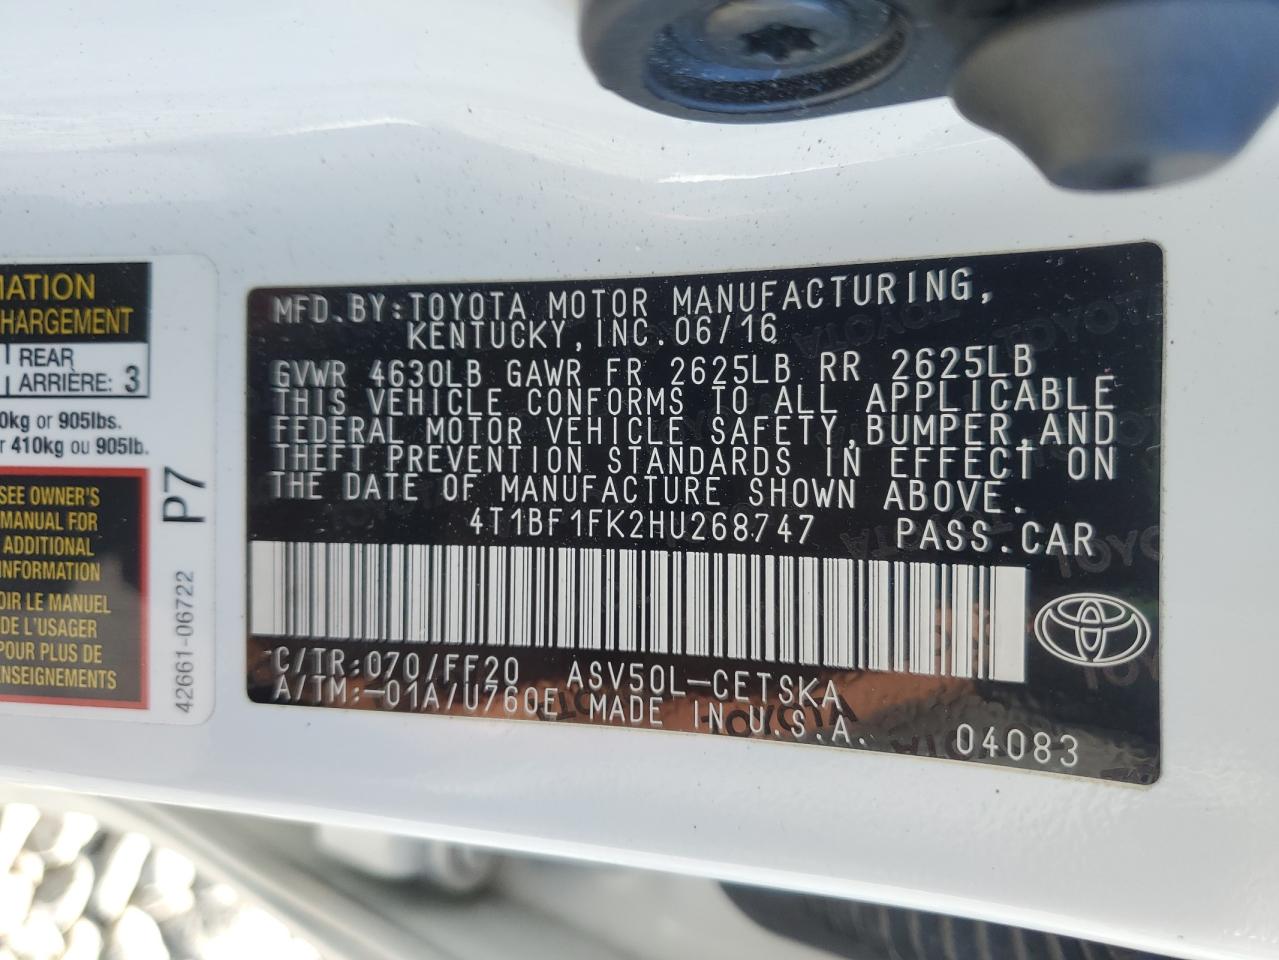 MATION
HARGEMENT
REAR
ARRIÈRE: 3
0kg or 905lbs.
r 410kg ou 905lb.
SEE OWNER'S
MANUAL FOR
ADDITIONAL
INFORMATION
OIR LE MANUEL
DE L'USAGER
POUR PLUS DE
ENSEIGNEMENTS
P7
42661-06722
MFD.BY:TOYOTA MOTOR MANUFACTURING,
KENTUCKY,INC.06/16
GVWR 4630LB GAWR FR 2625LB RR 2625LB
THIS VEHICLE CONFORMS TO ALL APPLICABLE
FEDERAL MOTOR VEHICLE SAFETY,BUMPER,AND
THEFT PREVENTION STANDARDS IN EFFECT ON
THE DATE OF MANUFACTURE SHOWN ABOVE.
4T1BF1FK2HU268747 PASS.CAR
C/TR:070/FF20 ASV50L-CETSKA
A/TM:-01A/U760E MADE IN U.S.A. 04083